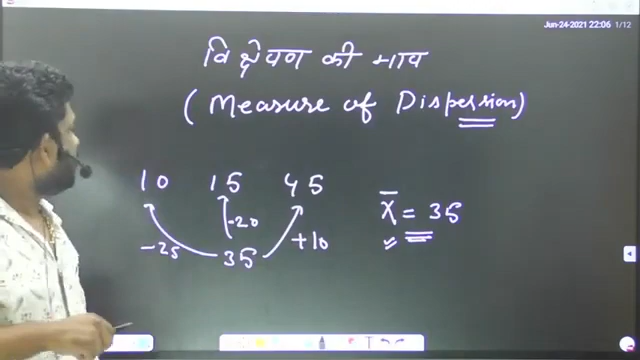 Jun-24-2021 22:06 1/12
विक्षेपण की माप
(Measure of Dispersion)
10 15 45
x̄ = 35
-20
-25 35 +10
T